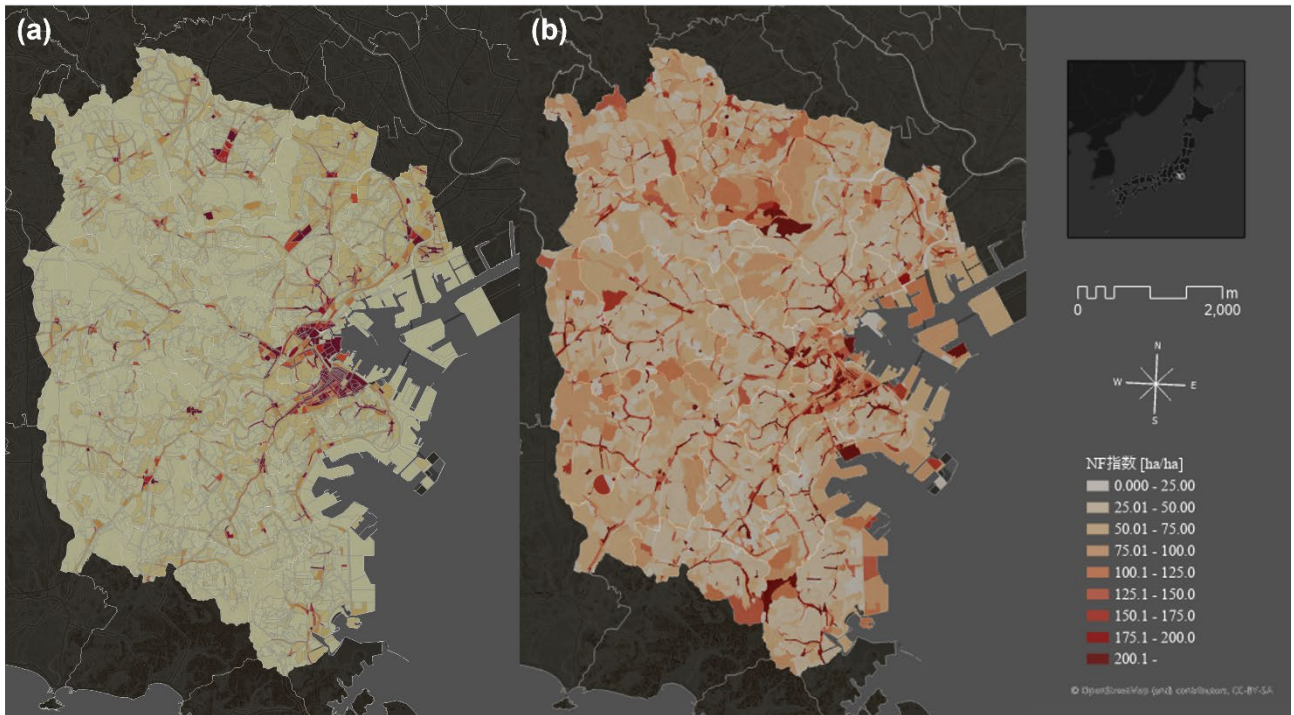 (a)
(b)
m
0 2,000
N
W E
S
NF指数 [ha/ha]
0.000 - 25.00
25.01 - 50.00
50.01 - 75.00
75.01 - 100.0
100.1 - 125.0
125.1 - 150.0
150.1 - 175.0
175.1 - 200.0
200.1 -
© OpenStreetMap (and) contributors, CC-BY-SA